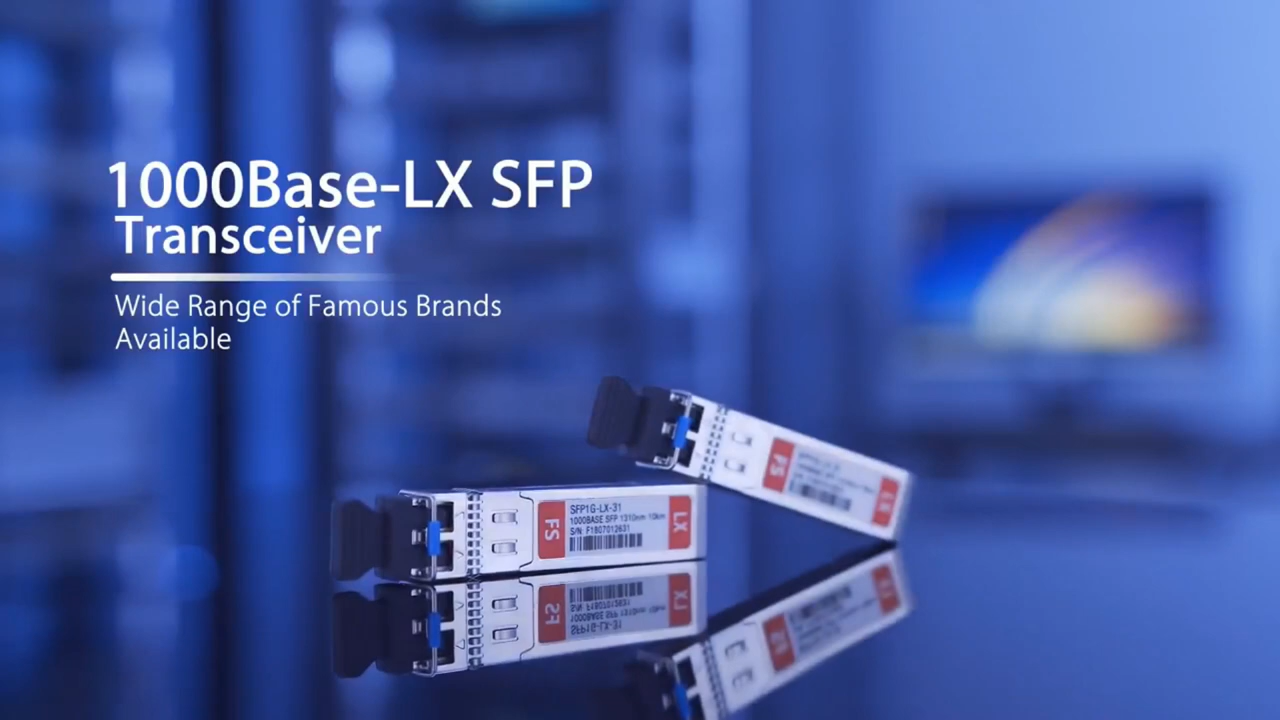 1000Base-LX SFP
Transceiver
Wide Range of Famous Brands
Available
FS
SFP1G-LX-31
1000BASE SFP 1310nm 10km
S/N: F1807012631
LX
FS
LX